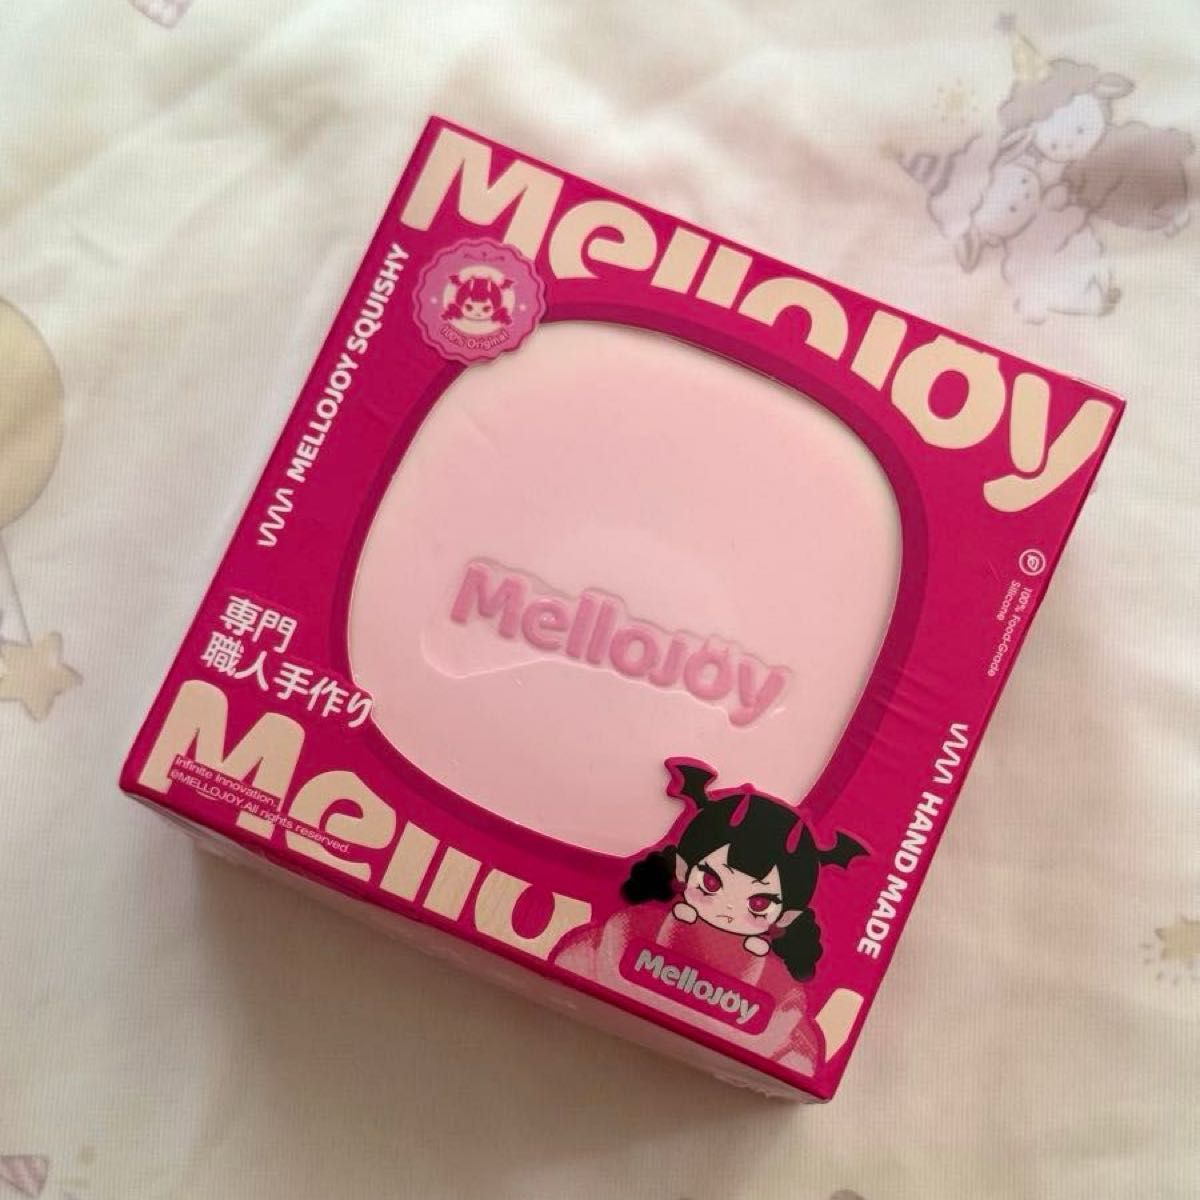 Mellojoy
100% Original
MELLOJOY SQUISHY
100% Food-Grade
Silicone
Mellojoy
専門
職人手作り
HAND MADE
Infinite Innovation.
©MELLOJOY.All rights reserved.
Mellojoy